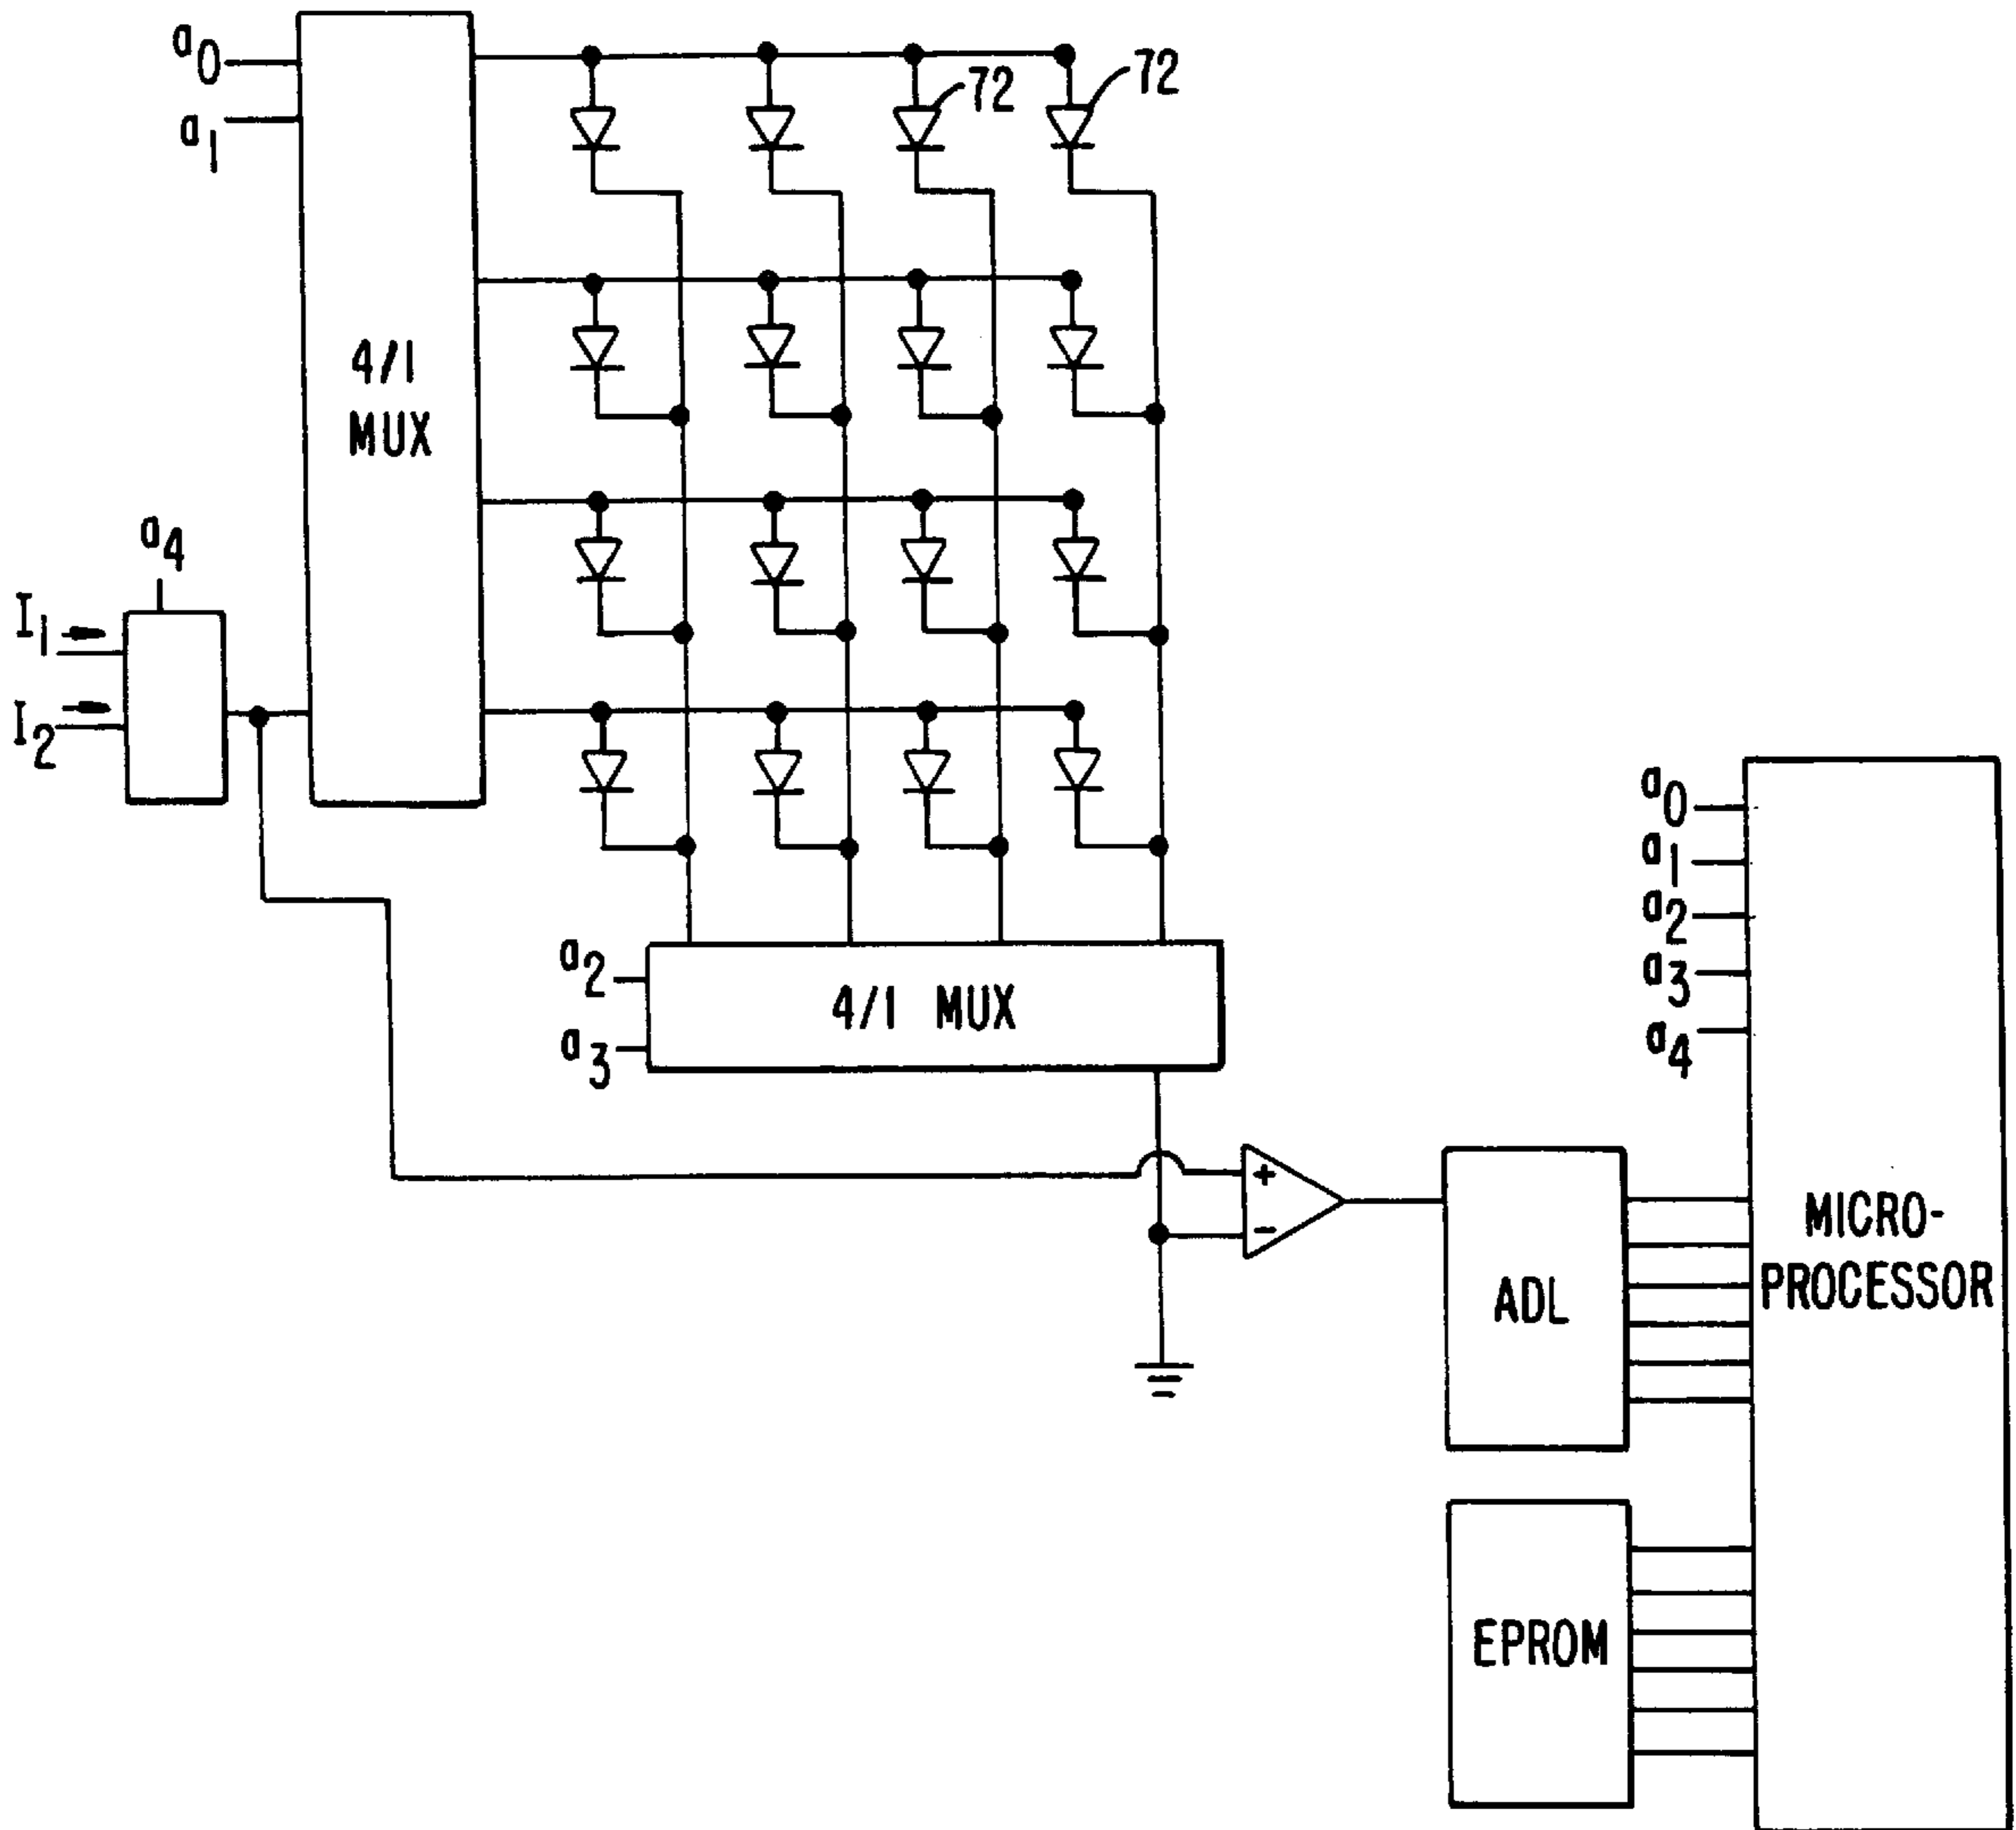 a0
a1
72
72
4/1
MUX
a4
I1
I2
a0
a1
a2
a3
a4
a2
a3
4/1 MUX
+
-
ADL
MICRO-
PROCESSOR
EPROM